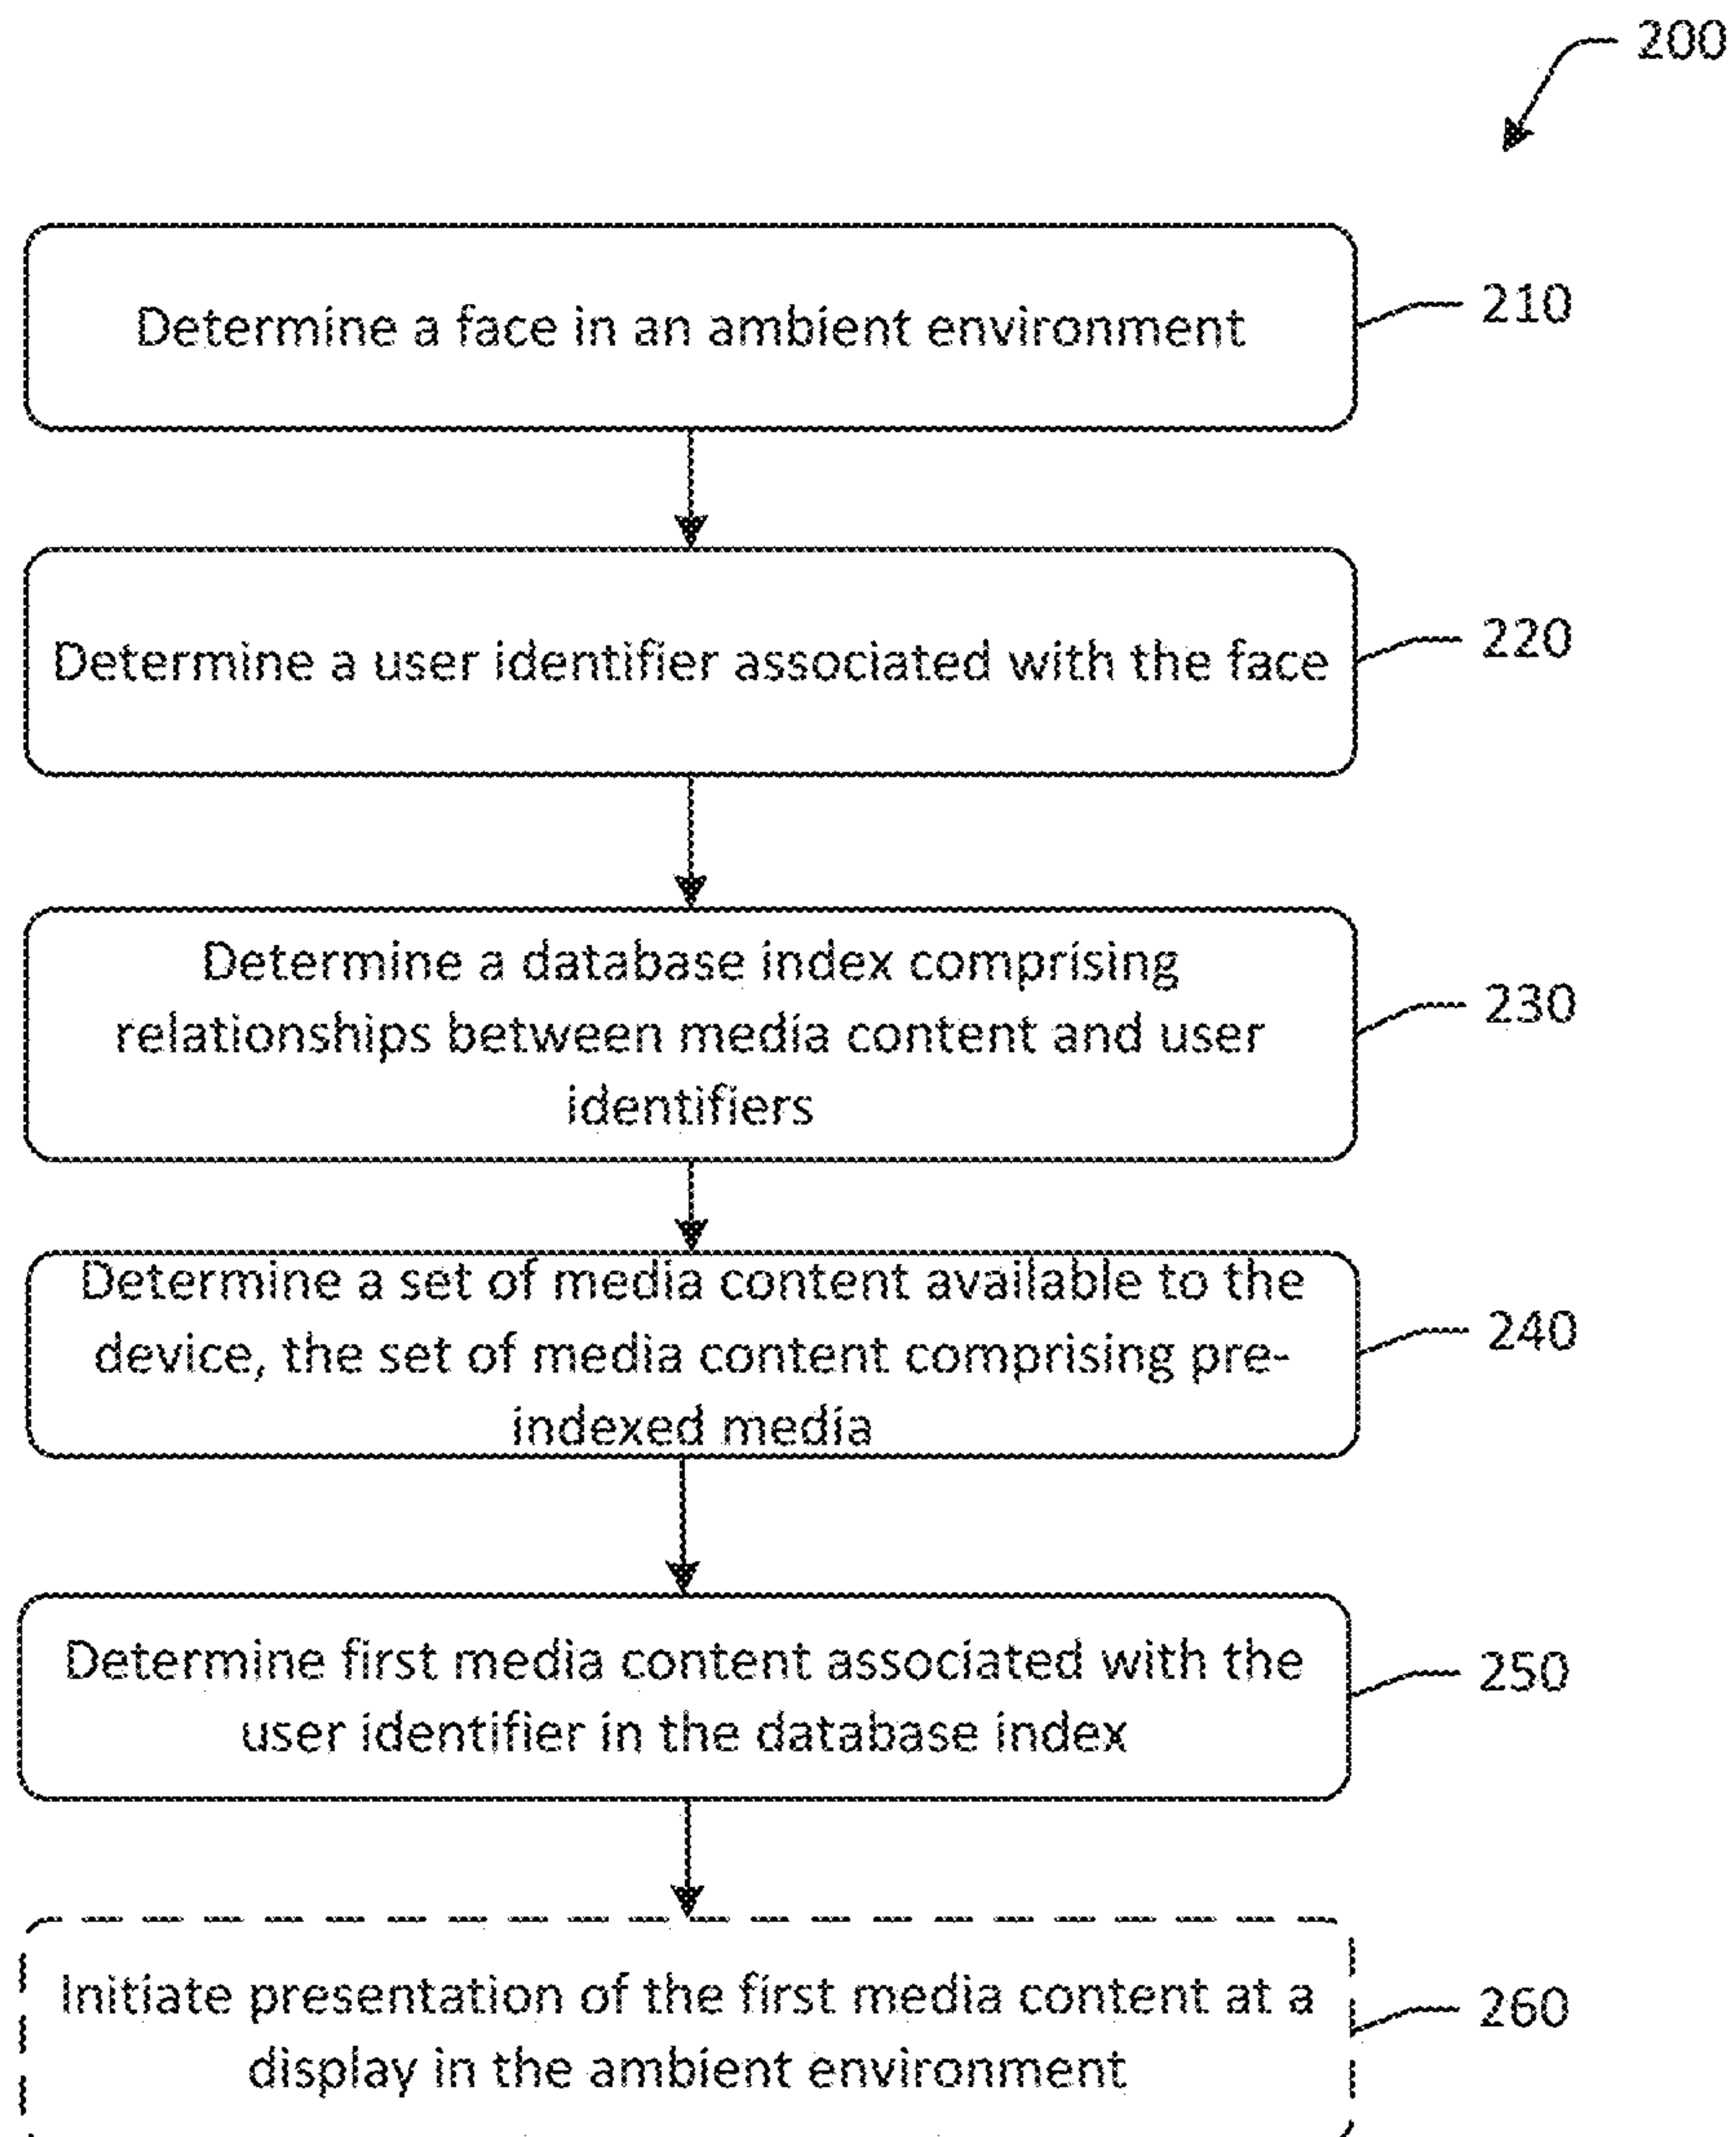 200
Determine a face in an ambient environment
210
Determine a user identifier associated with the face
220
Determine a database index comprising
relationships between media content and user
identifiers
230
Determine a set of media content available to the
device, the set of media content comprising pre-
indexed media
240
Determine first media content associated with the
user identifier in the database index
250
Initiate presentation of the first media content at a
display in the ambient environment
260